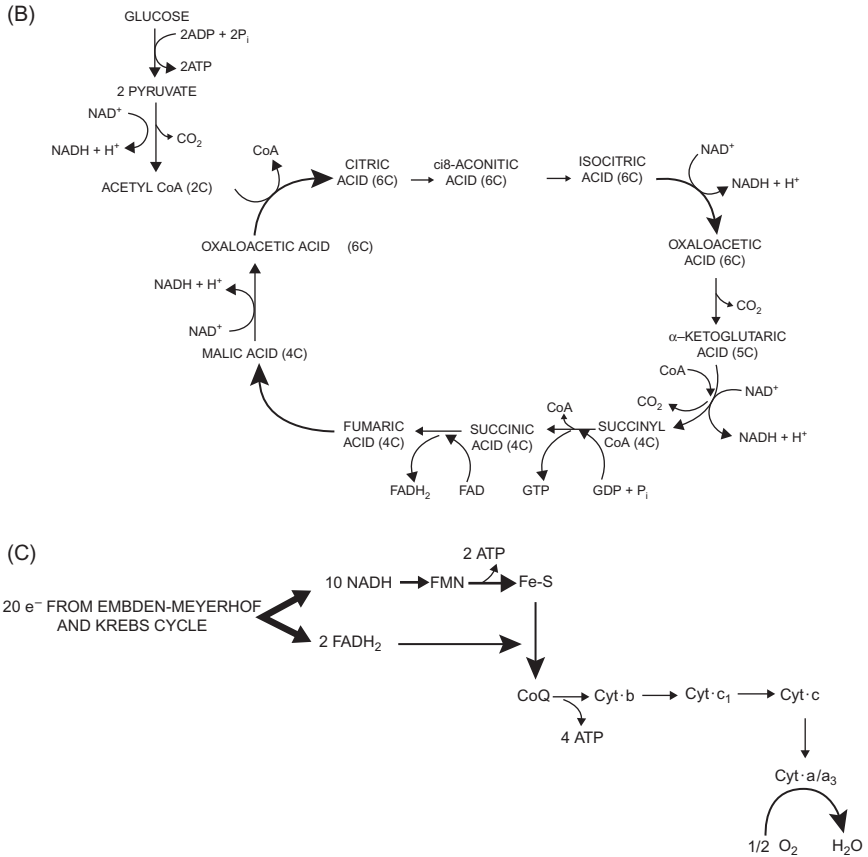 (B)
GLUCOSE
2ADP + 2Pi
2ATP
2 PYRUVATE
NAD+
CO2
NADH + H+
ACETYL CoA (2C)
CoA
CITRIC
ACID (6C)
ci8-ACONITIC
ACID (6C)
ISOCITRIC
ACID (6C)
NAD+
NADH + H+
OXALOACETIC ACID (6C)
OXALOACETIC
ACID (6C)
NADH + H+
NAD+
CO2
MALIC ACID (4C)
α–KETOGLUTARIC
ACID (5C)
CoA
NAD+
CO2
NADH + H+
CoA
FUMARIC
ACID (4C)
SUCCINIC
ACID (4C)
SUCCINYL
CoA (4C)
FADH2
FAD
GTP
GDP + Pi
(C)
2 ATP
10 NADH
FMN
Fe-S
20 e– FROM EMBDEN-MEYERHOF
AND KREBS CYCLE
2 FADH2
CoQ
Cyt·b
Cyt·c1
Cyt·c
4 ATP
Cyt·a/a3
1/2 O2
H2O